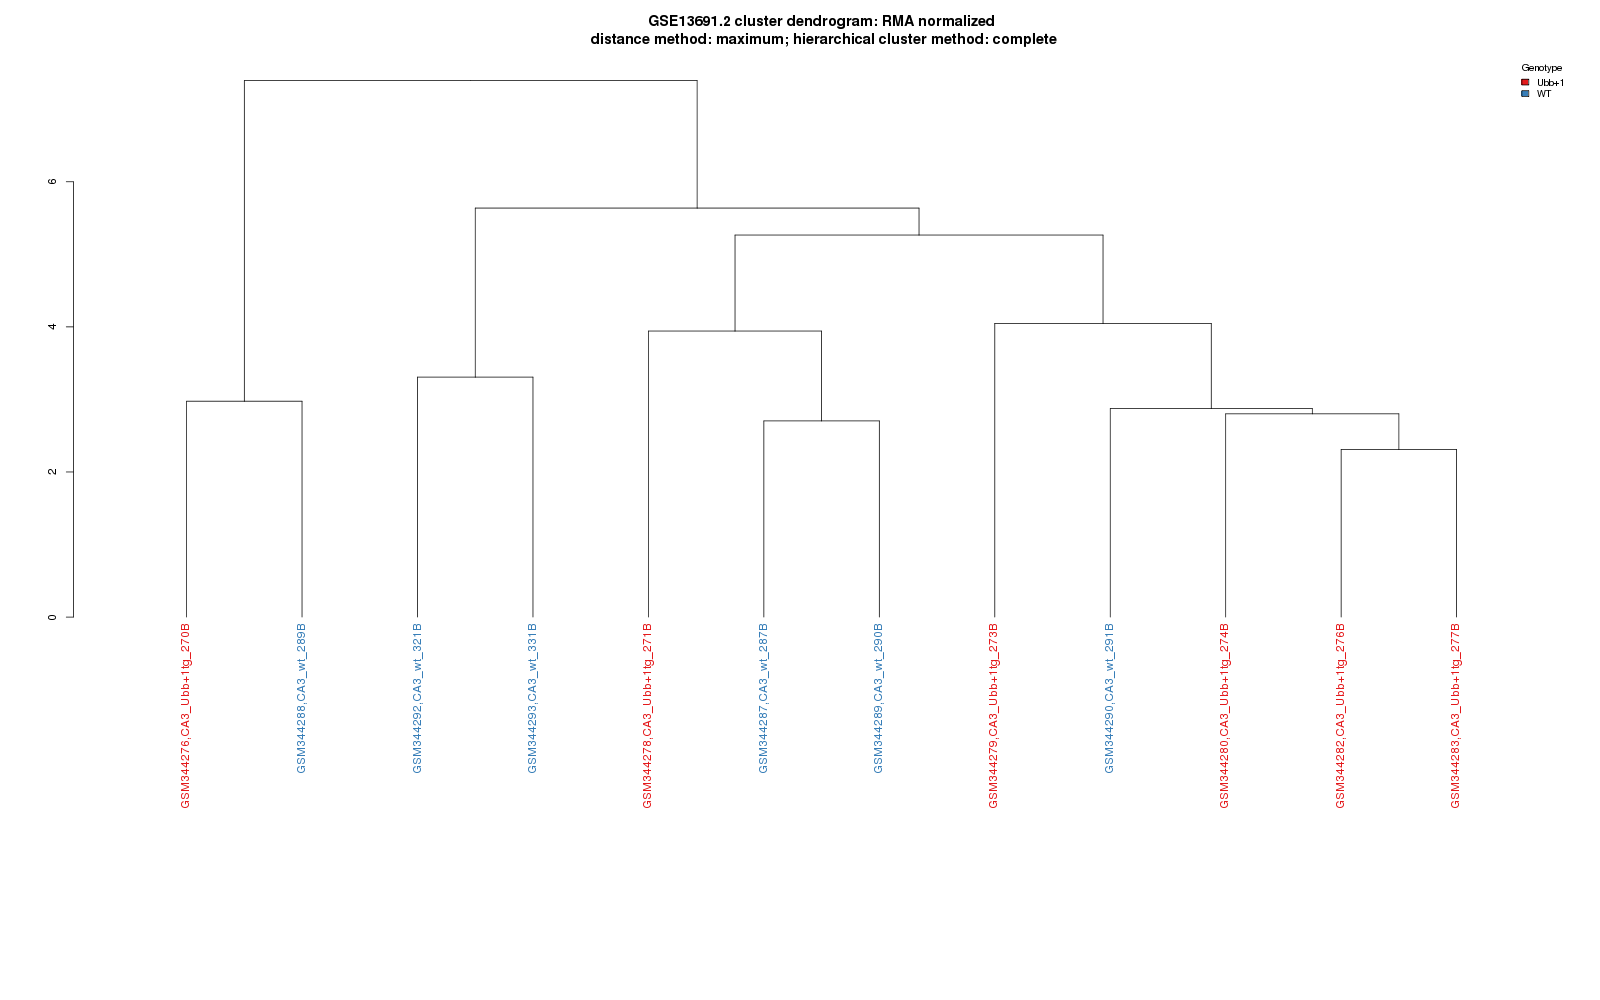 GSE13691.2 cluster dendrogram: RMA normalized
distance method: maximum; hierarchical cluster method: complete
Genotype
Ubb+1
WT
6
4
2
0
GSM344276,CA3_Ubb+1tg_270B
GSM344288,CA3_wt_289B
GSM344292,CA3_wt_321B
GSM344293,CA3_wt_331B
GSM344278,CA3_Ubb+1tg_271B
GSM344287,CA3_wt_287B
GSM344289,CA3_wt_290B
GSM344279,CA3_Ubb+1tg_273B
GSM344290,CA3_wt_291B
GSM344280,CA3_Ubb+1tg_274B
GSM344282,CA3_Ubb+1tg_276B
GSM344283,CA3_Ubb+1tg_277B